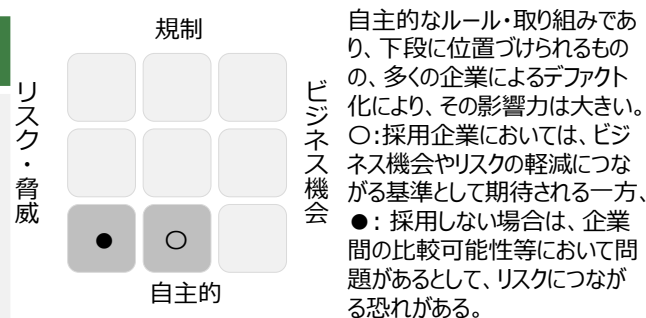 規制
リスク・脅威
ビジネス機会
●
○
自主的
自主的なルール・取り組みであ
り、下段に位置づけられるもの
の、多くの企業によるデファクト
化により、その影響力は大きい。
○:採用企業においては、ビジ
ネス機会やリスクの軽減につな
がる基準として期待される一方、
●: 採用しない場合は、企業
間の比較可能性等において問
題があるとして、リスクにつなが
る恐れがある。